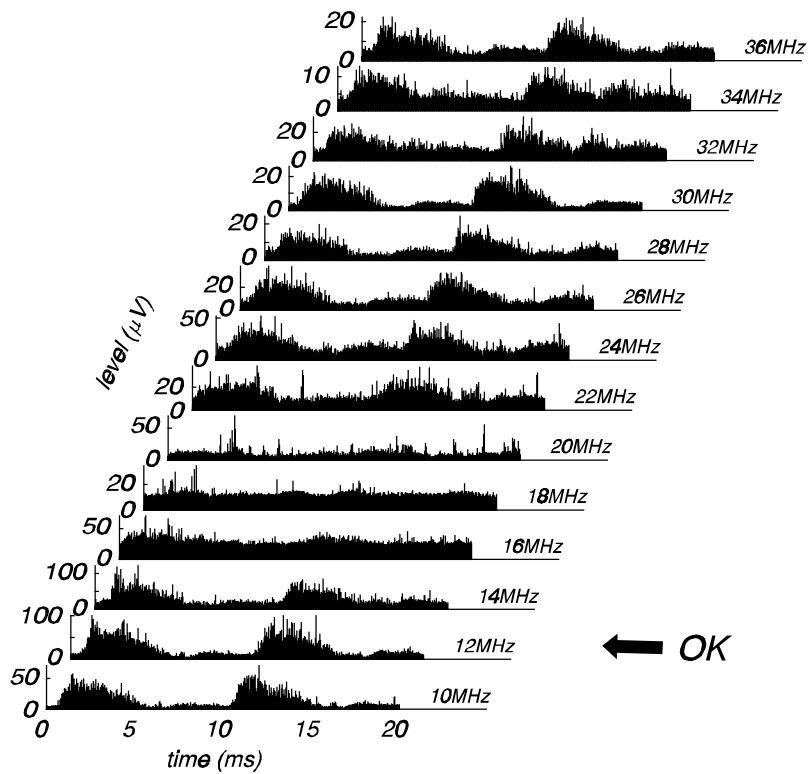 20
0
36MHz
10
0
34MHz
20
0
32MHz
20
0
30MHz
20
0
28MHz
20
0
26MHz
level (μV)
50
0
24MHz
20
0
22MHz
50
0
20MHz
20
0
18MHz
50
0
16MHz
100
0
14MHz
100
0
12MHz
OK
50
0
10MHz
0 5 10 15 20
time (ms)